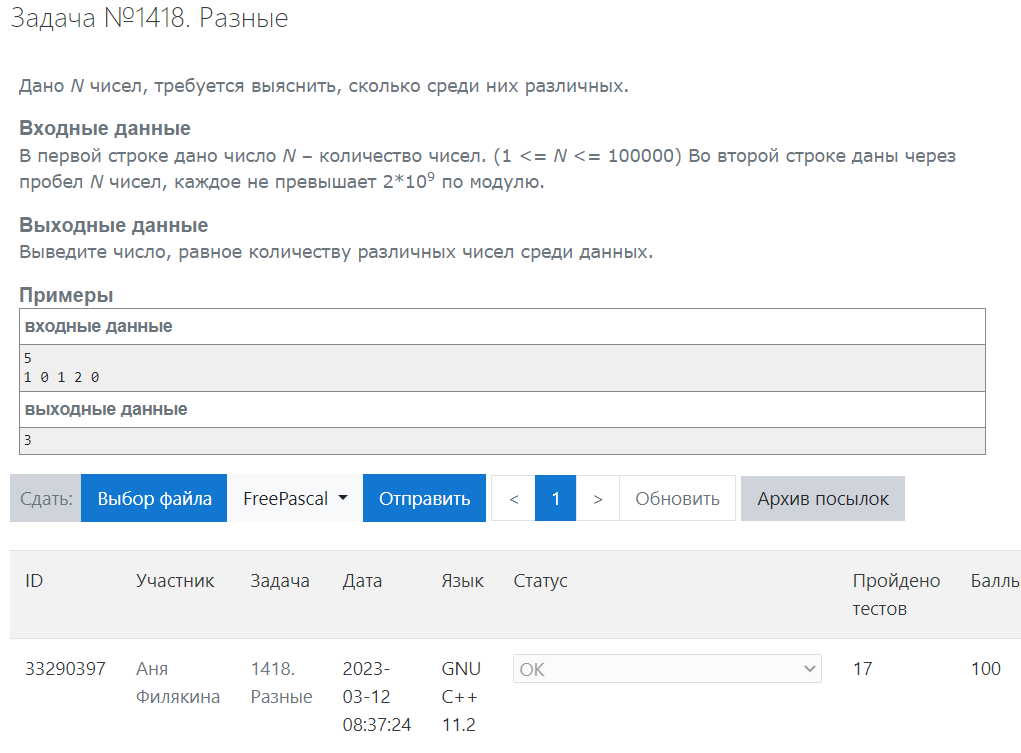 Задача №1418. Разные
Дано N чисел, требуется выяснить, сколько среди них различных.
Входные данные
В первой строке дано число N – количество чисел. (1 <= N <= 100000) Во второй строке даны через
пробел N чисел, каждое не превышает 2*10⁹ по модулю.
Выходные данные
Выведите число, равное количеству различных чисел среди данных.
Примеры
входные данные
5
1 0 1 2 0
выходные данные
3
Сдать: Выбор файла FreePascal Отправить < 1 > Обновить Архив посылок
ID Участник Задача Дата Язык Статус Пройдено Баллы
тестов
33290397 Аня 1418. 2023- GNU OK 17 100
Филякина Разные 03-12 C++
08:37:24 11.2